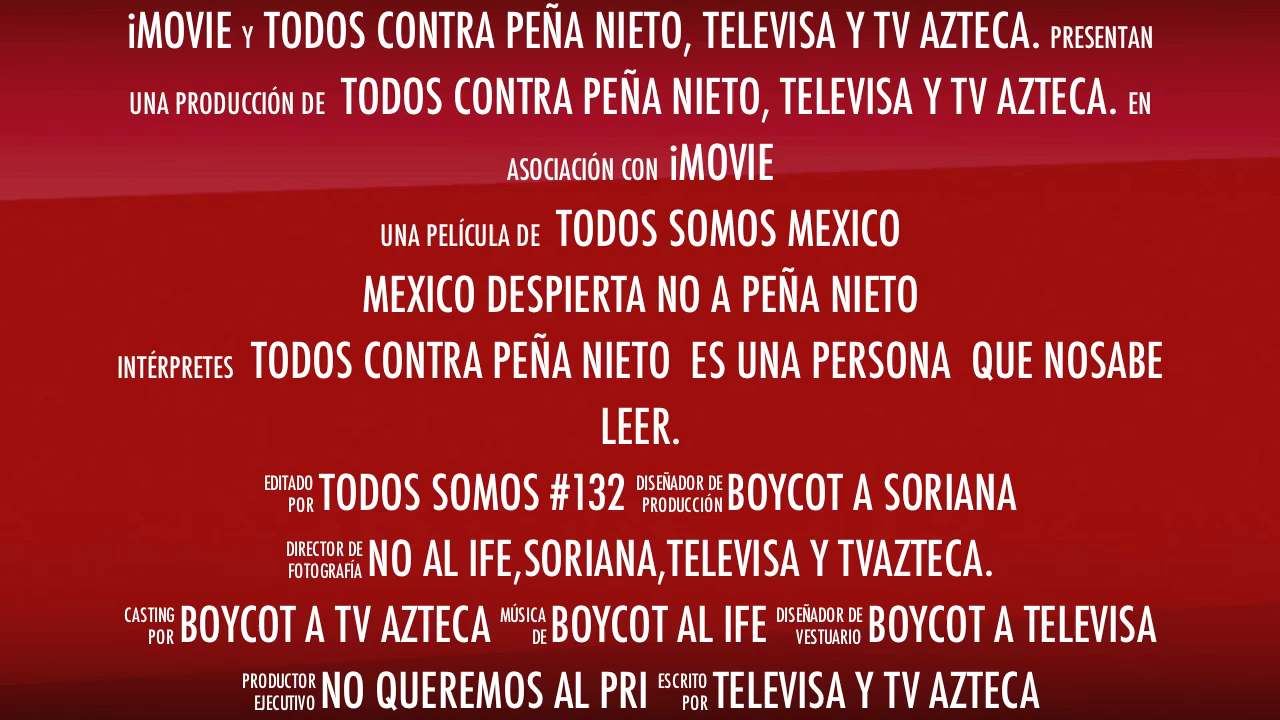 iMOVIE Y TODOS CONTRA PEÑA NIETO, TELEVISA Y TV AZTECA. PRESENTAN
UNA PRODUCCIÓN DE TODOS CONTRA PEÑA NIETO, TELEVISA Y TV AZTECA. EN
ASOCIACIÓN CON iMOVIE
UNA PELÍCULA DE TODOS SOMOS MEXICO
MEXICO DESPIERTA NO A PEÑA NIETO
INTÉRPRETES TODOS CONTRA PEÑA NIETO ES UNA PERSONA QUE NOSABE
LEER.
EDITADO POR TODOS SOMOS #132 DISEÑADOR DE PRODUCCIÓN BOYCOT A SORIANA
DIRECTOR DE FOTOGRAFÍA NO AL IFE,SORIANA,TELEVISA Y TVAZTECA.
CASTING POR BOYCOT A TV AZTECA MÚSICA DE BOYCOT AL IFE DISEÑADOR DE VESTUARIO BOYCOT A TELEVISA
PRODUCTOR EJECUTIVO NO QUEREMOS AL PRI ESCRITO POR TELEVISA Y TV AZTECA